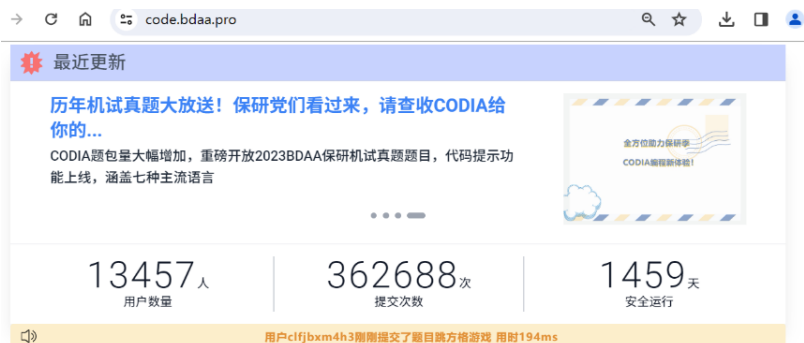 code.bdaa.pro
最近更新
历年机试真题大放送！保研党们看过来，请查收CODIA给
你的...
CODIA题包量大幅增加，重磅开放2023BDAA保研机试真题题目，代码提示功
能上线，涵盖七种主流语言
全方位助力保研季
CODIA编程新体验！
13457人
用户数量
362688次
提交次数
1459天
安全运行
用户clfjbxm4h3刚刚提交了题目跳方格游戏 用时194ms